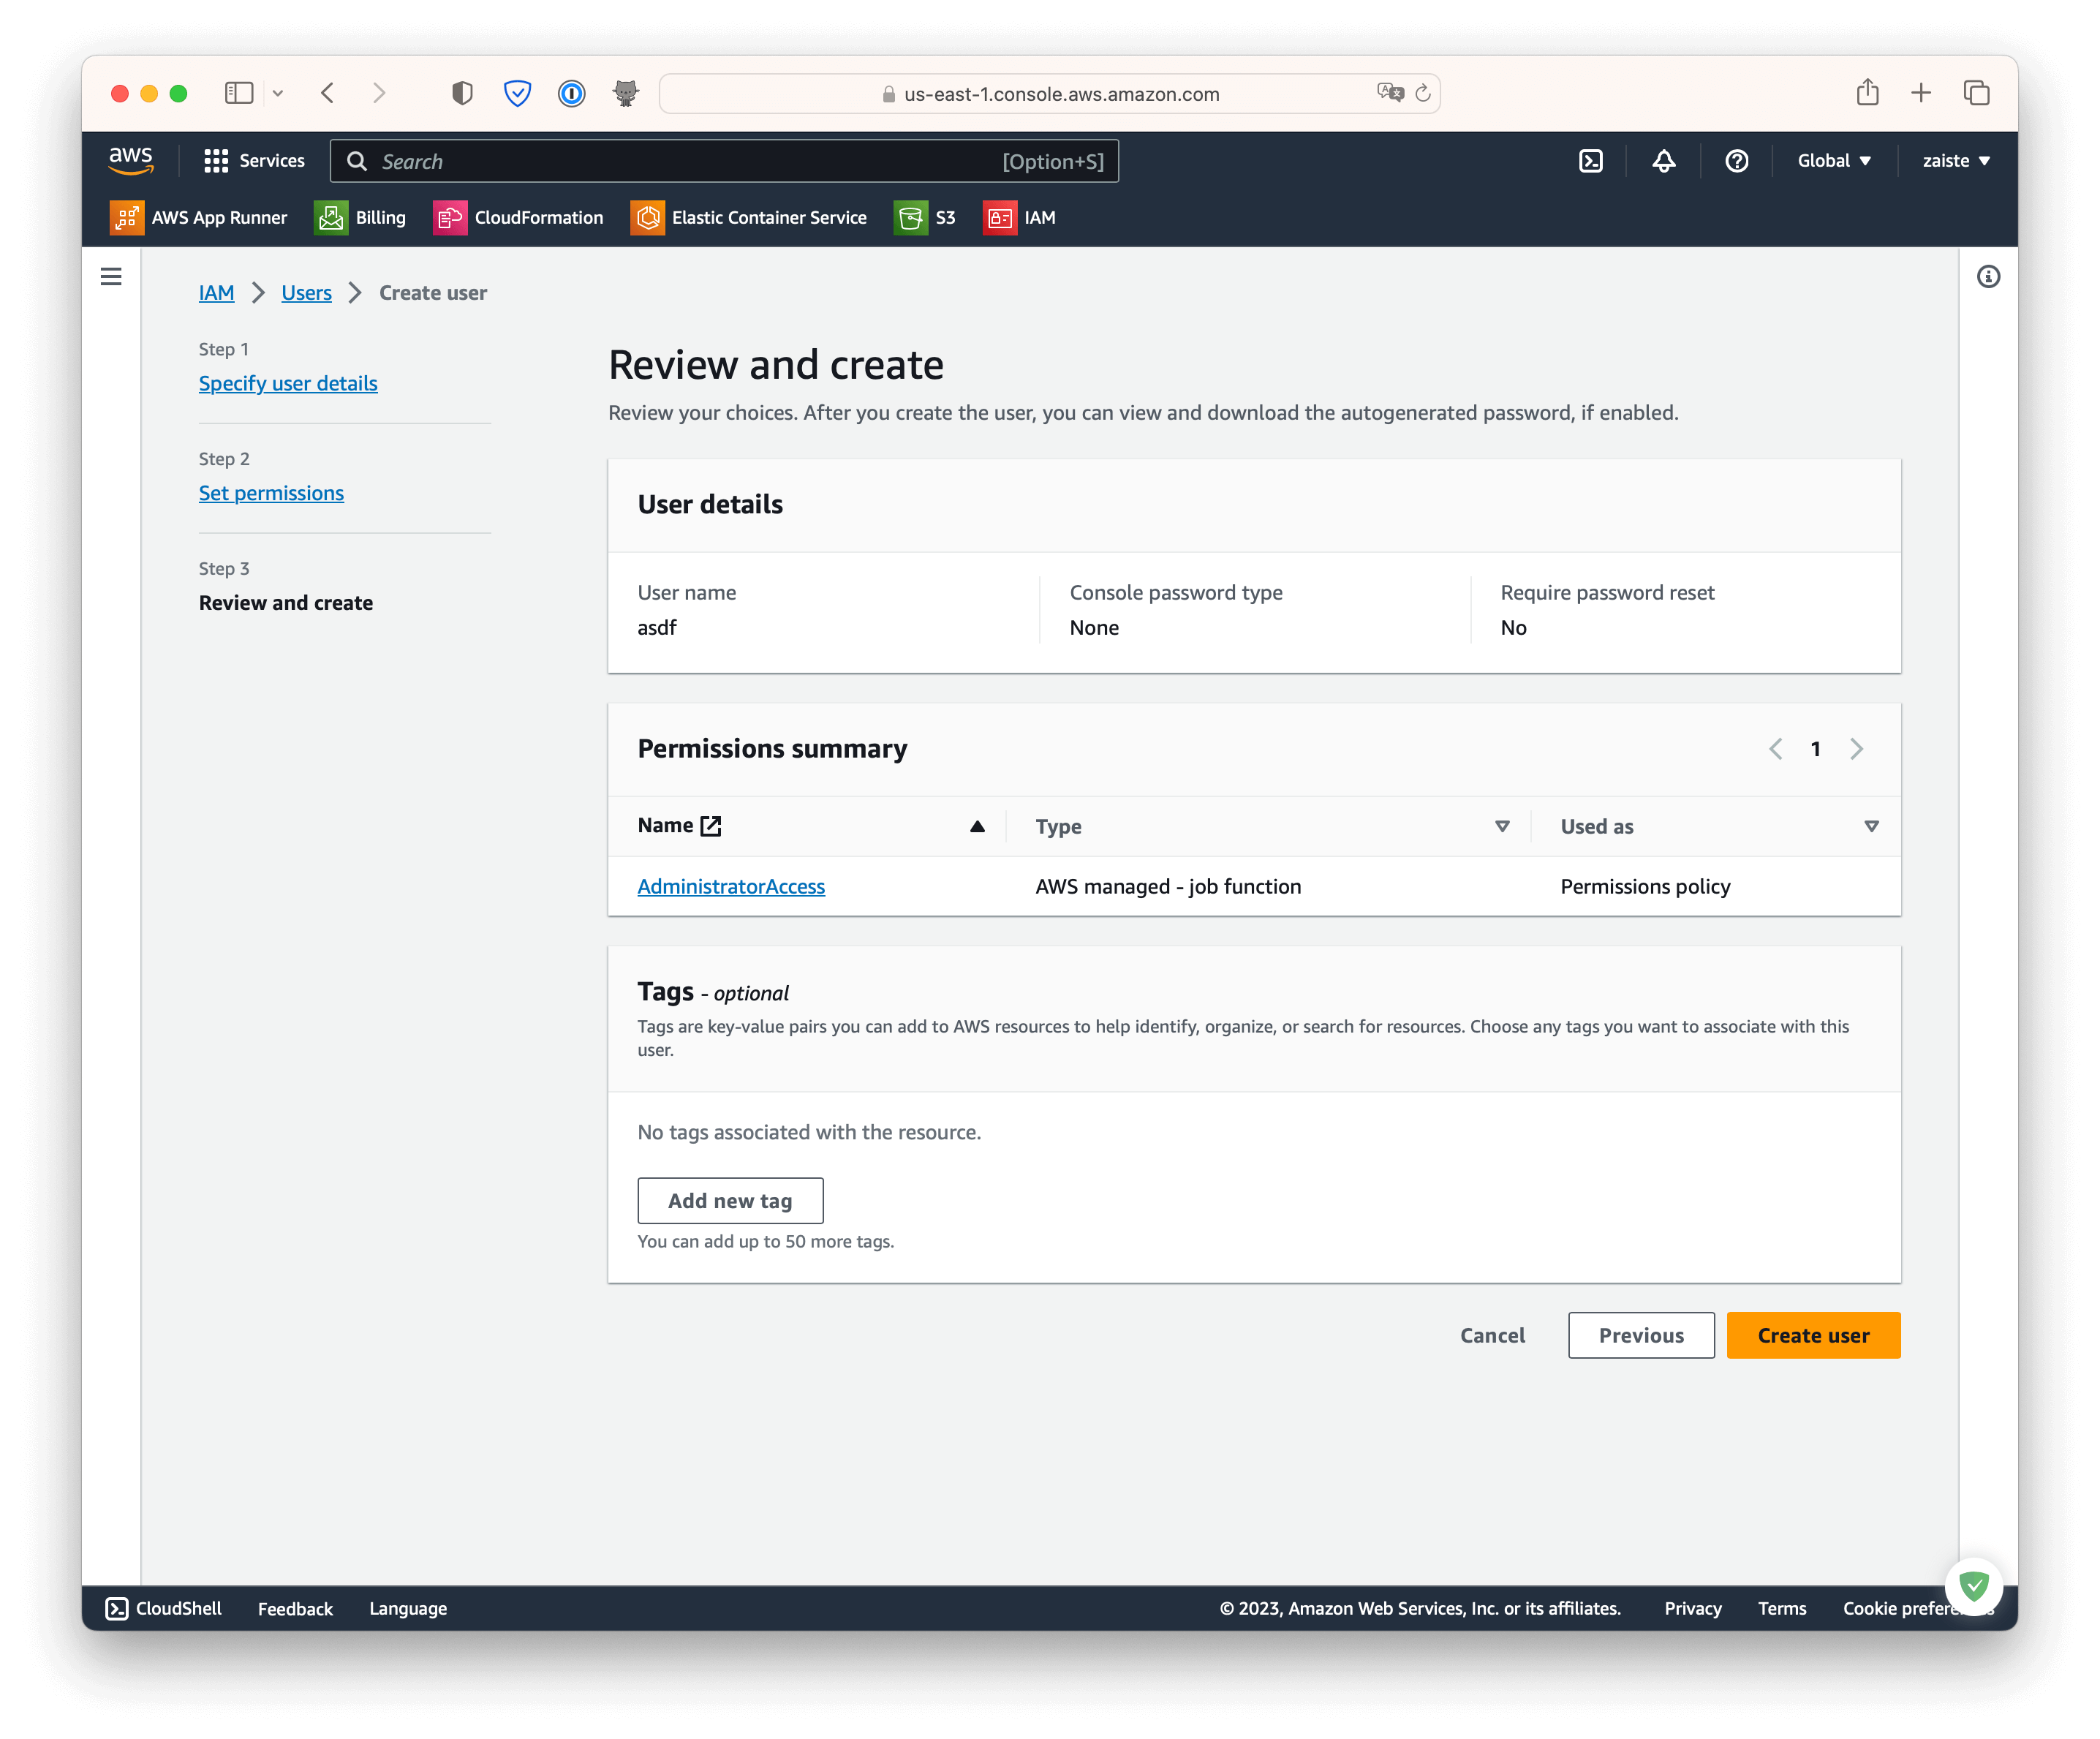 us-east-1.console.aws.amazon.com
aws Services Search [Option+S] Global zaiste
AWS App Runner Billing CloudFormation Elastic Container Service S3 IAM
IAM Users Create user
Step 1
Specify user details
Step 2
Set permissions
Step 3
Review and create
Review and create
Review your choices. After you create the user, you can view and download the autogenerated password, if enabled.
User details
User name Console password type Require password reset
asdf None No
Permissions summary 1
Name Type Used as
AdministratorAccess AWS managed - job function Permissions policy
Tags - optional
Tags are key-value pairs you can add to AWS resources to help identify, organize, or search for resources. Choose any tags you want to associate with this
user.
No tags associated with the resource.
Add new tag
You can add up to 50 more tags.
Cancel Previous Create user
CloudShell Feedback Language © 2023, Amazon Web Services, Inc. or its affiliates. Privacy Terms Cookie